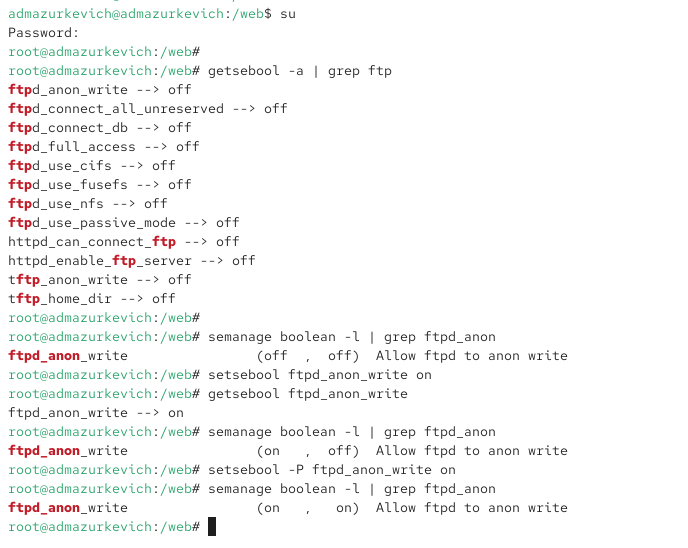 admazurkevich@admazurkevich:/web$ su
Password:
root@admazurkevich:/web#
root@admazurkevich:/web# getsebool -a | grep ftp
ftpd_anon_write --> off
ftpd_connect_all_unreserved --> off
ftpd_connect_db --> off
ftpd_full_access --> off
ftpd_use_cifs --> off
ftpd_use_fusefs --> off
ftpd_use_nfs --> off
ftpd_use_passive_mode --> off
httpd_can_connect_ftp --> off
httpd_enable_ftp_server --> off
tftp_anon_write --> off
tftp_home_dir --> off
root@admazurkevich:/web#
root@admazurkevich:/web# semanage boolean -l | grep ftpd_anon
ftpd_anon_write                (off  ,  off)  Allow ftpd to anon write
root@admazurkevich:/web# setsebool ftpd_anon_write on
root@admazurkevich:/web# getsebool ftpd_anon_write
ftpd_anon_write --> on
root@admazurkevich:/web# semanage boolean -l | grep ftpd_anon
ftpd_anon_write                (on   ,  off)  Allow ftpd to anon write
root@admazurkevich:/web# setsebool -P ftpd_anon_write on
root@admazurkevich:/web# semanage boolean -l | grep ftpd_anon
ftpd_anon_write                (on   ,   on)  Allow ftpd to anon write
root@admazurkevich:/web#